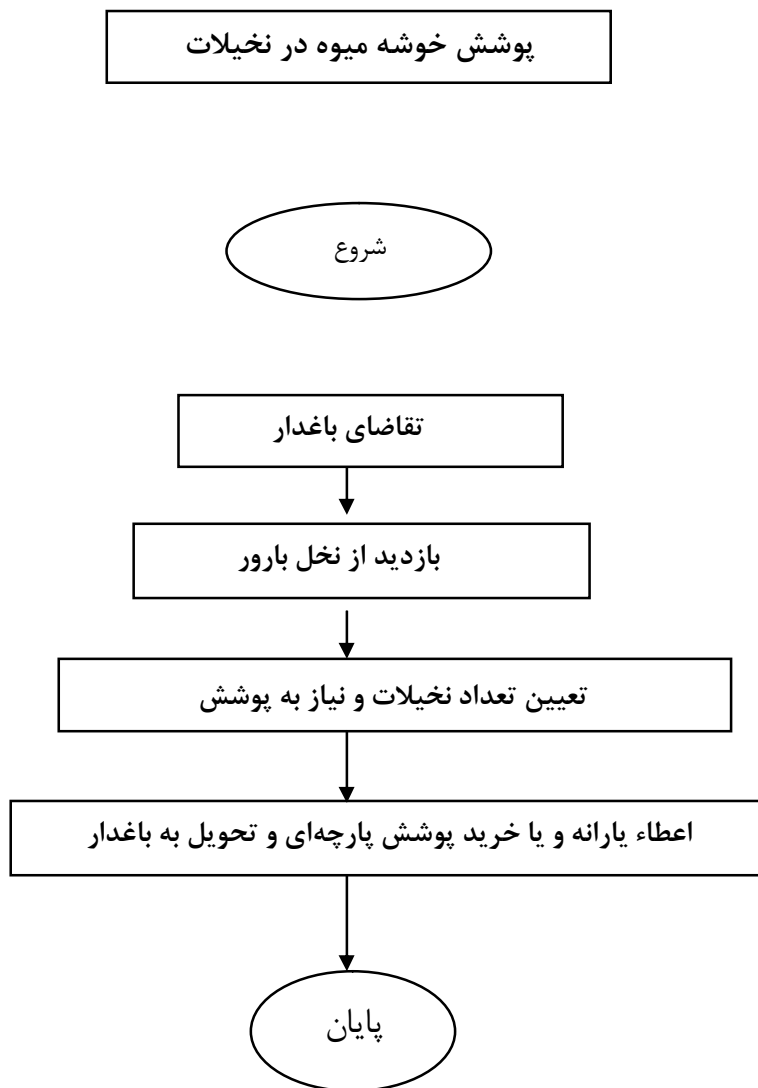 پوشش خوشه میوه در نخیلات
شروع
تقاضای باغدار
بازدید از نخل بارور
تعیین تعداد نخیلات و نیاز به پوشش
اعطاء یارانه و یا خرید پوشش پارچه‌ای و تحویل به باغدار
پایان